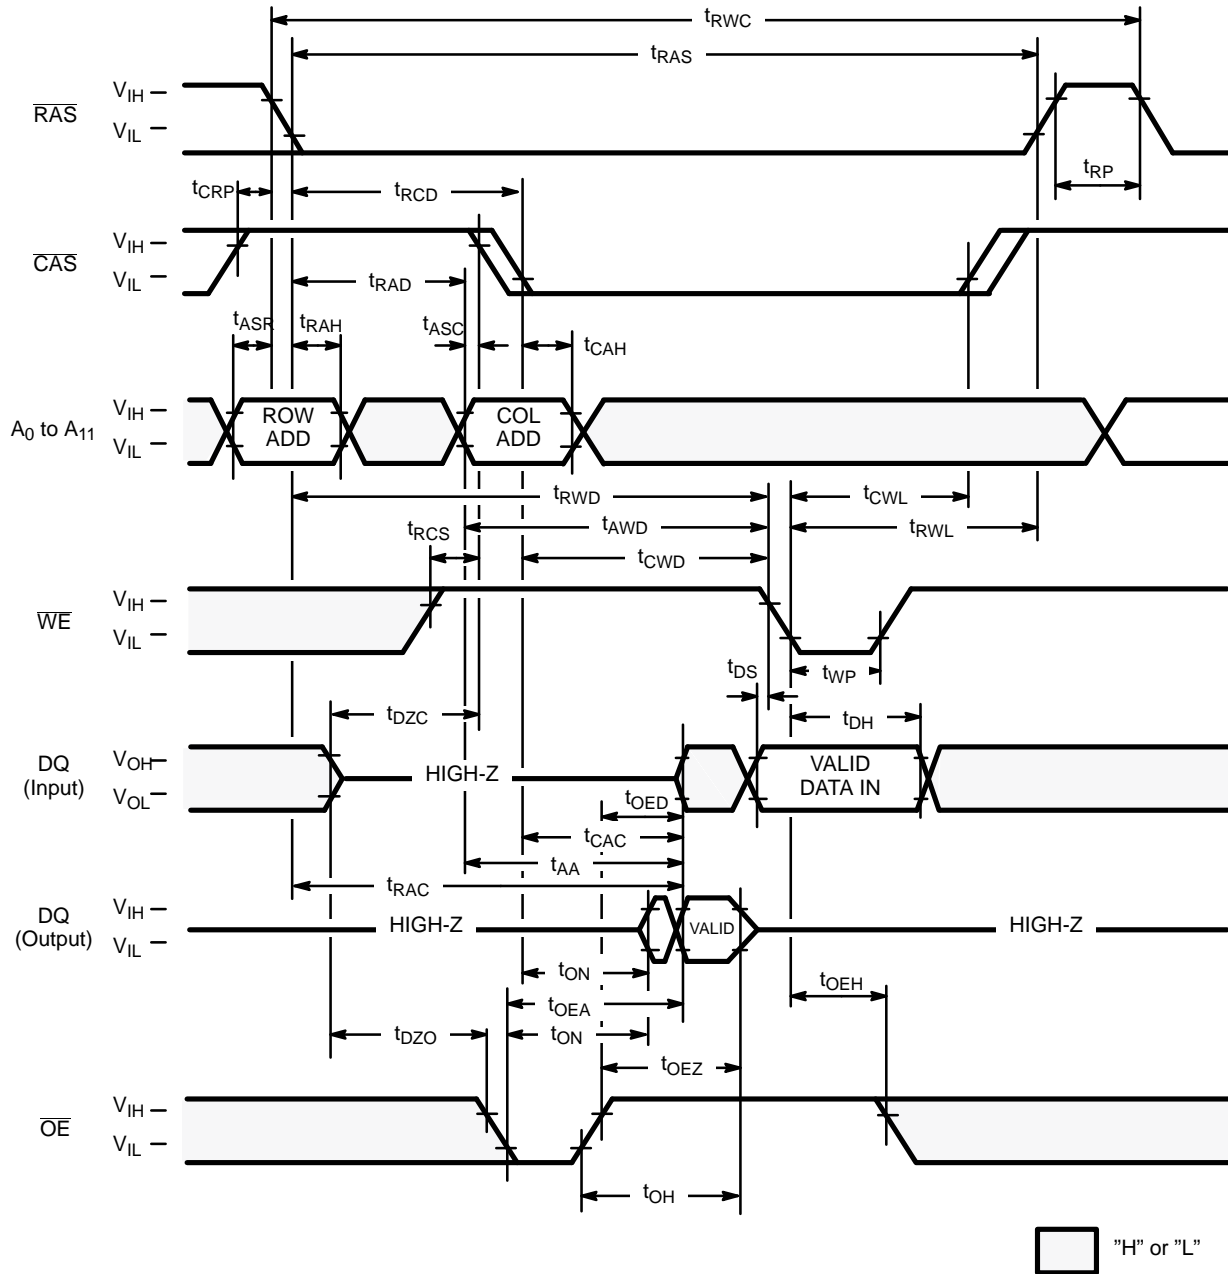 tRWC
tRAS
RAS
VIH
VIL
tCRP
tRCD
tRP
CAS
VIH
VIL
tRAD
tASR
tRAH
tASC
tCAH
A0 to A11
VIH
VIL
ROW
ADD
COL
ADD
tRWD
tCWL
tRCS
tAWD
tRWL
tCWD
WE
VIH
VIL
tDS
tWP
tDZC
tDH
DQ
(Input)
VOH
VOL
HIGH-Z
VALID
DATA IN
tOED
tCAC
tAA
tRAC
DQ
(Output)
VIH
VIL
HIGH-Z
VALID
HIGH-Z
tON
tOEH
tOEA
tDZO
tON
tOEZ
OE
VIH
VIL
tOH
"H" or "L"